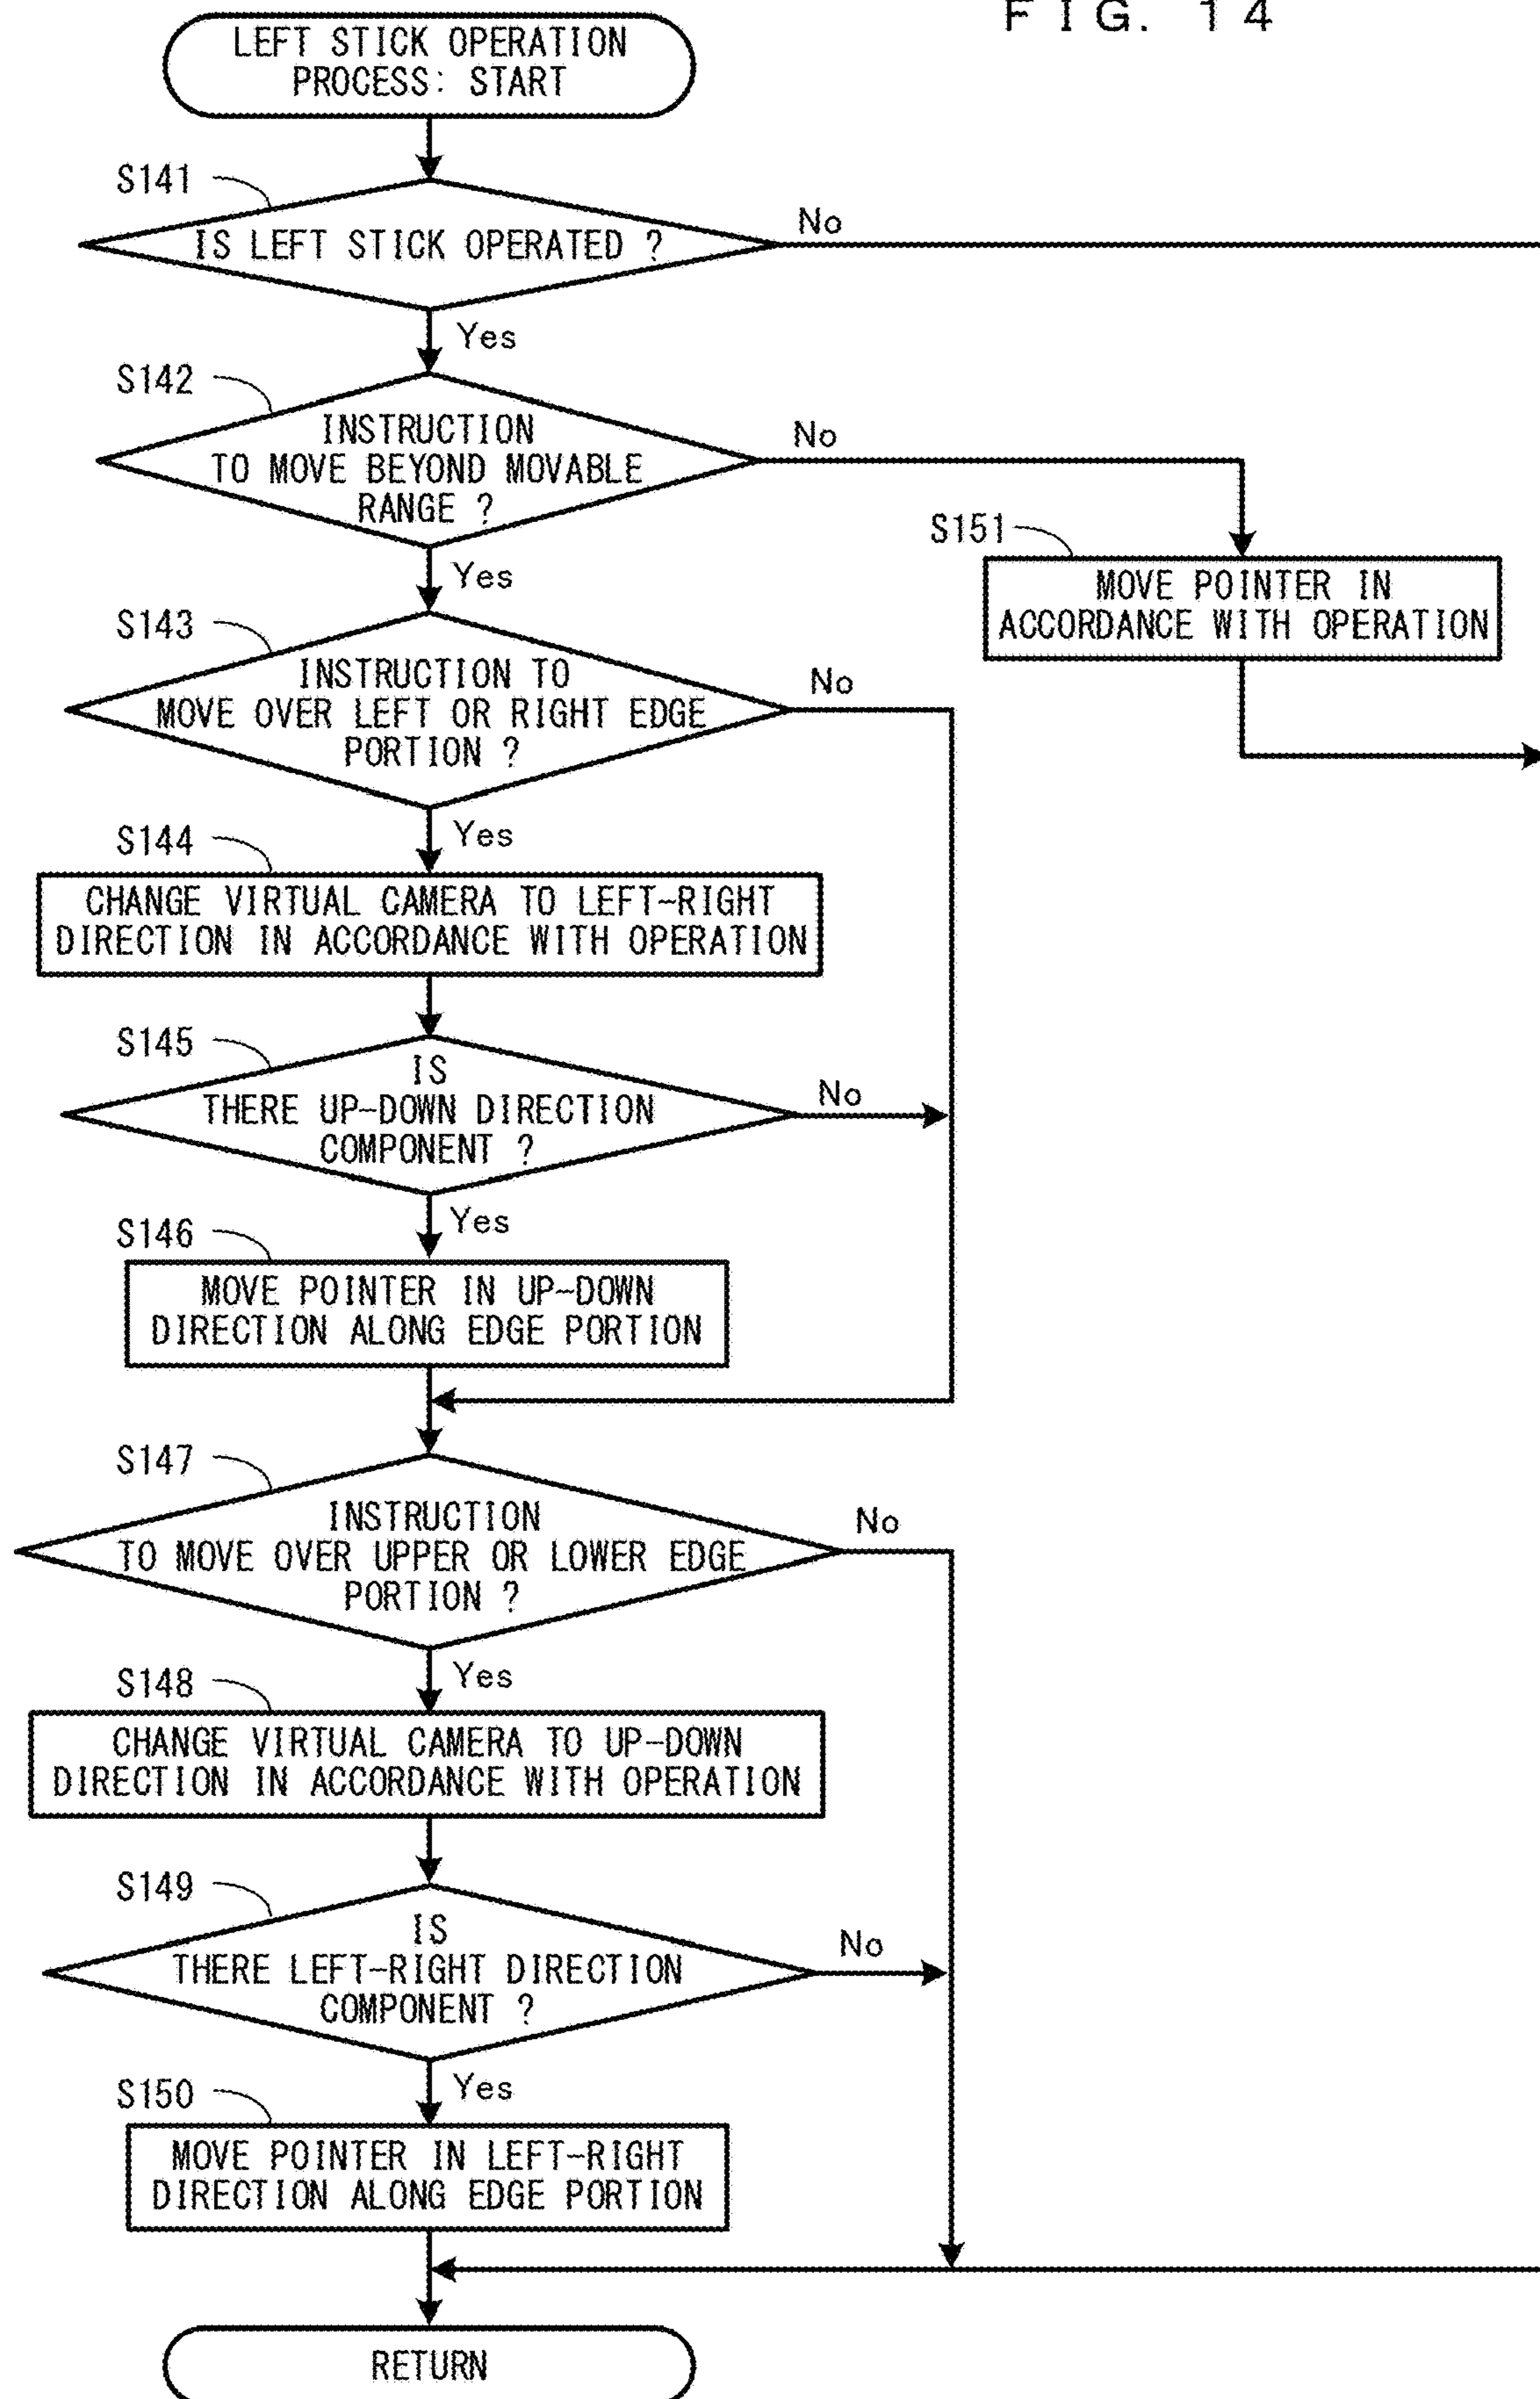 FIG. 14
LEFT STICK OPERATION
PROCESS: START
S141
IS LEFT STICK OPERATED ?
No
Yes
S142
INSTRUCTION
TO MOVE BEYOND MOVABLE
RANGE ?
No
Yes
S151
MOVE POINTER IN
ACCORDANCE WITH OPERATION
S143
INSTRUCTION TO
MOVE OVER LEFT OR RIGHT EDGE
PORTION ?
No
Yes
S144
CHANGE VIRTUAL CAMERA TO LEFT-RIGHT
DIRECTION IN ACCORDANCE WITH OPERATION
S145
IS
THERE UP-DOWN DIRECTION
COMPONENT ?
No
Yes
S146
MOVE POINTER IN UP-DOWN
DIRECTION ALONG EDGE PORTION
S147
INSTRUCTION
TO MOVE OVER UPPER OR LOWER EDGE
PORTION ?
No
Yes
S148
CHANGE VIRTUAL CAMERA TO UP-DOWN
DIRECTION IN ACCORDANCE WITH OPERATION
S149
IS
THERE LEFT-RIGHT DIRECTION
COMPONENT ?
No
Yes
S150
MOVE POINTER IN LEFT-RIGHT
DIRECTION ALONG EDGE PORTION
RETURN